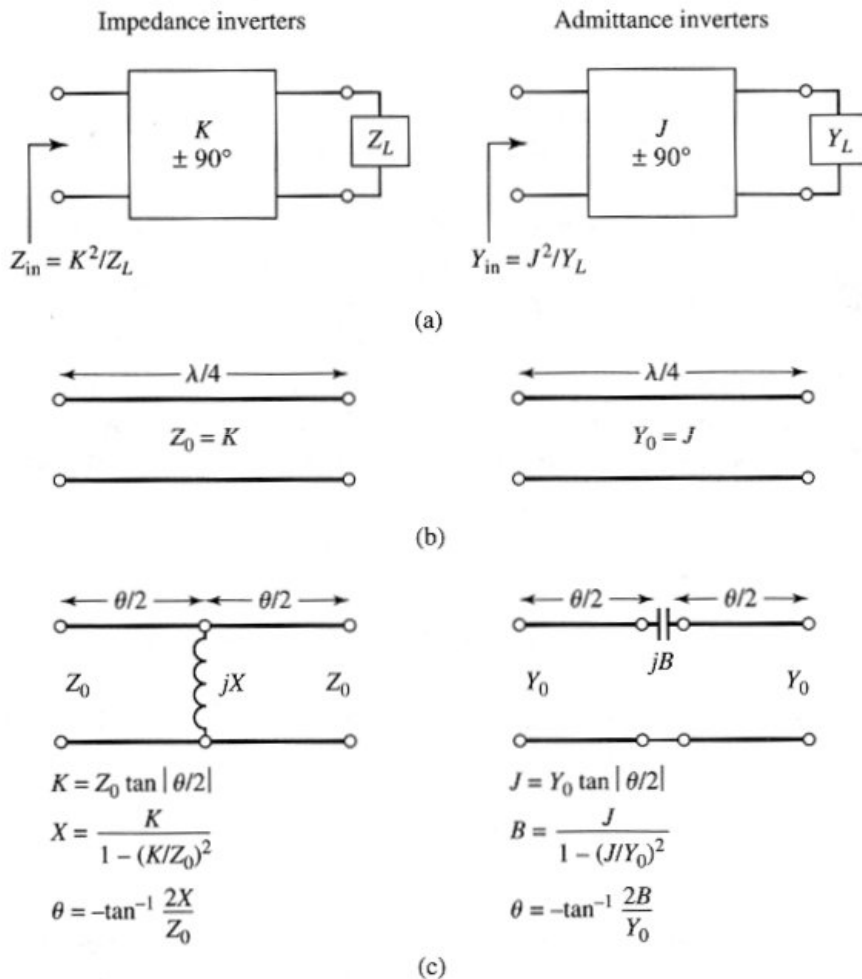 Impedance inverters
Admittance inverters
K
± 90°
Z_L
J
± 90°
Y_L
Z_in = K²/Z_L
Y_in = J²/Y_L
(a)
λ/4
λ/4
Z_0 = K
Y_0 = J
(b)
θ/2 θ/2
θ/2 θ/2
Z_0 jX Z_0
jB
Y_0 Y_0
K = Z_0 tan |θ/2|
X = K / (1 − (K/Z_0)²)
θ = –tan⁻¹ 2X/Z_0
J = Y_0 tan |θ/2|
B = J / (1 − (J/Y_0)²)
θ = –tan⁻¹ 2B/Y_0
(c)